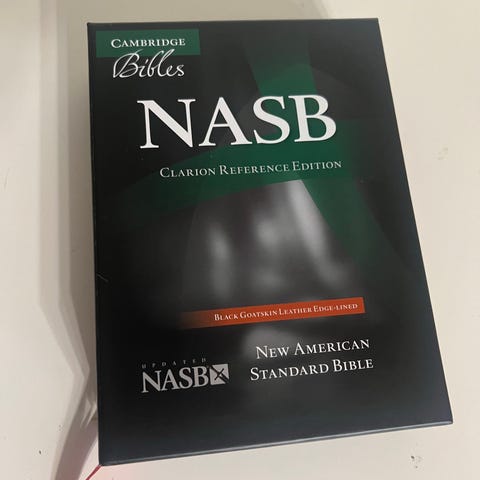 CAMBRIDGE
Bibles
NASB
CLARION REFERENCE EDITION
BLACK GOATSKIN LEATHER EDGE-LINED
UPDATED
NASB
NEW AMERICAN
STANDARD BIBLE